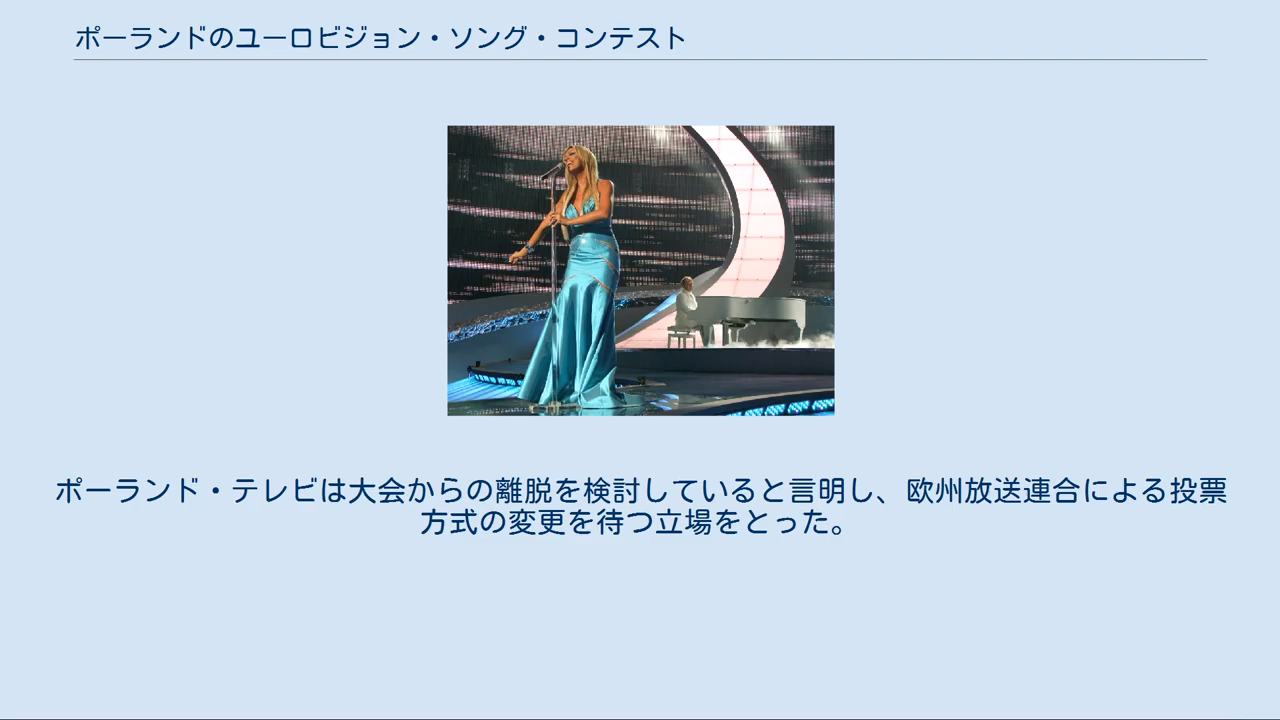 ポーランドのユーロビジョン・ソング・コンテスト
ポーランド・テレビは大会からの離脱を検討していると言明し、欧州放送連合による投票
方式の変更を待つ立場をとった。